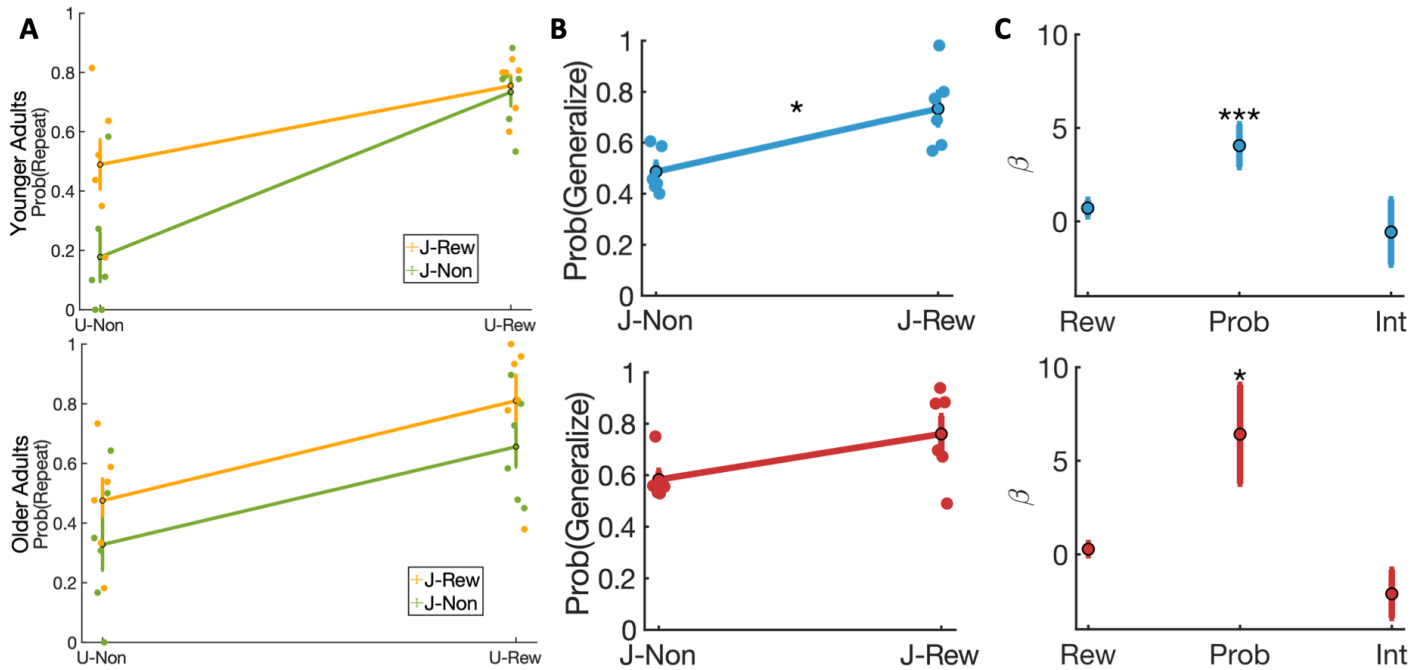 A
B
C
Younger Adults
Prob(Repeat)
1
0.8
0.6
0.4
0.2
0
U-Non
U-Rew
J-Rew
J-Non
Prob(Generalize)
1
0.8
0.6
0.4
0.2
0
*
J-Non
J-Rew
β
10
5
0
***
Rew
Prob
Int
Older Adults
Prob(Repeat)
1
0.8
0.6
0.4
0.2
0
U-Non
U-Rew
J-Rew
J-Non
Prob(Generalize)
1
0.8
0.6
0.4
0.2
0
J-Non
J-Rew
β
10
5
0
*
Rew
Prob
Int